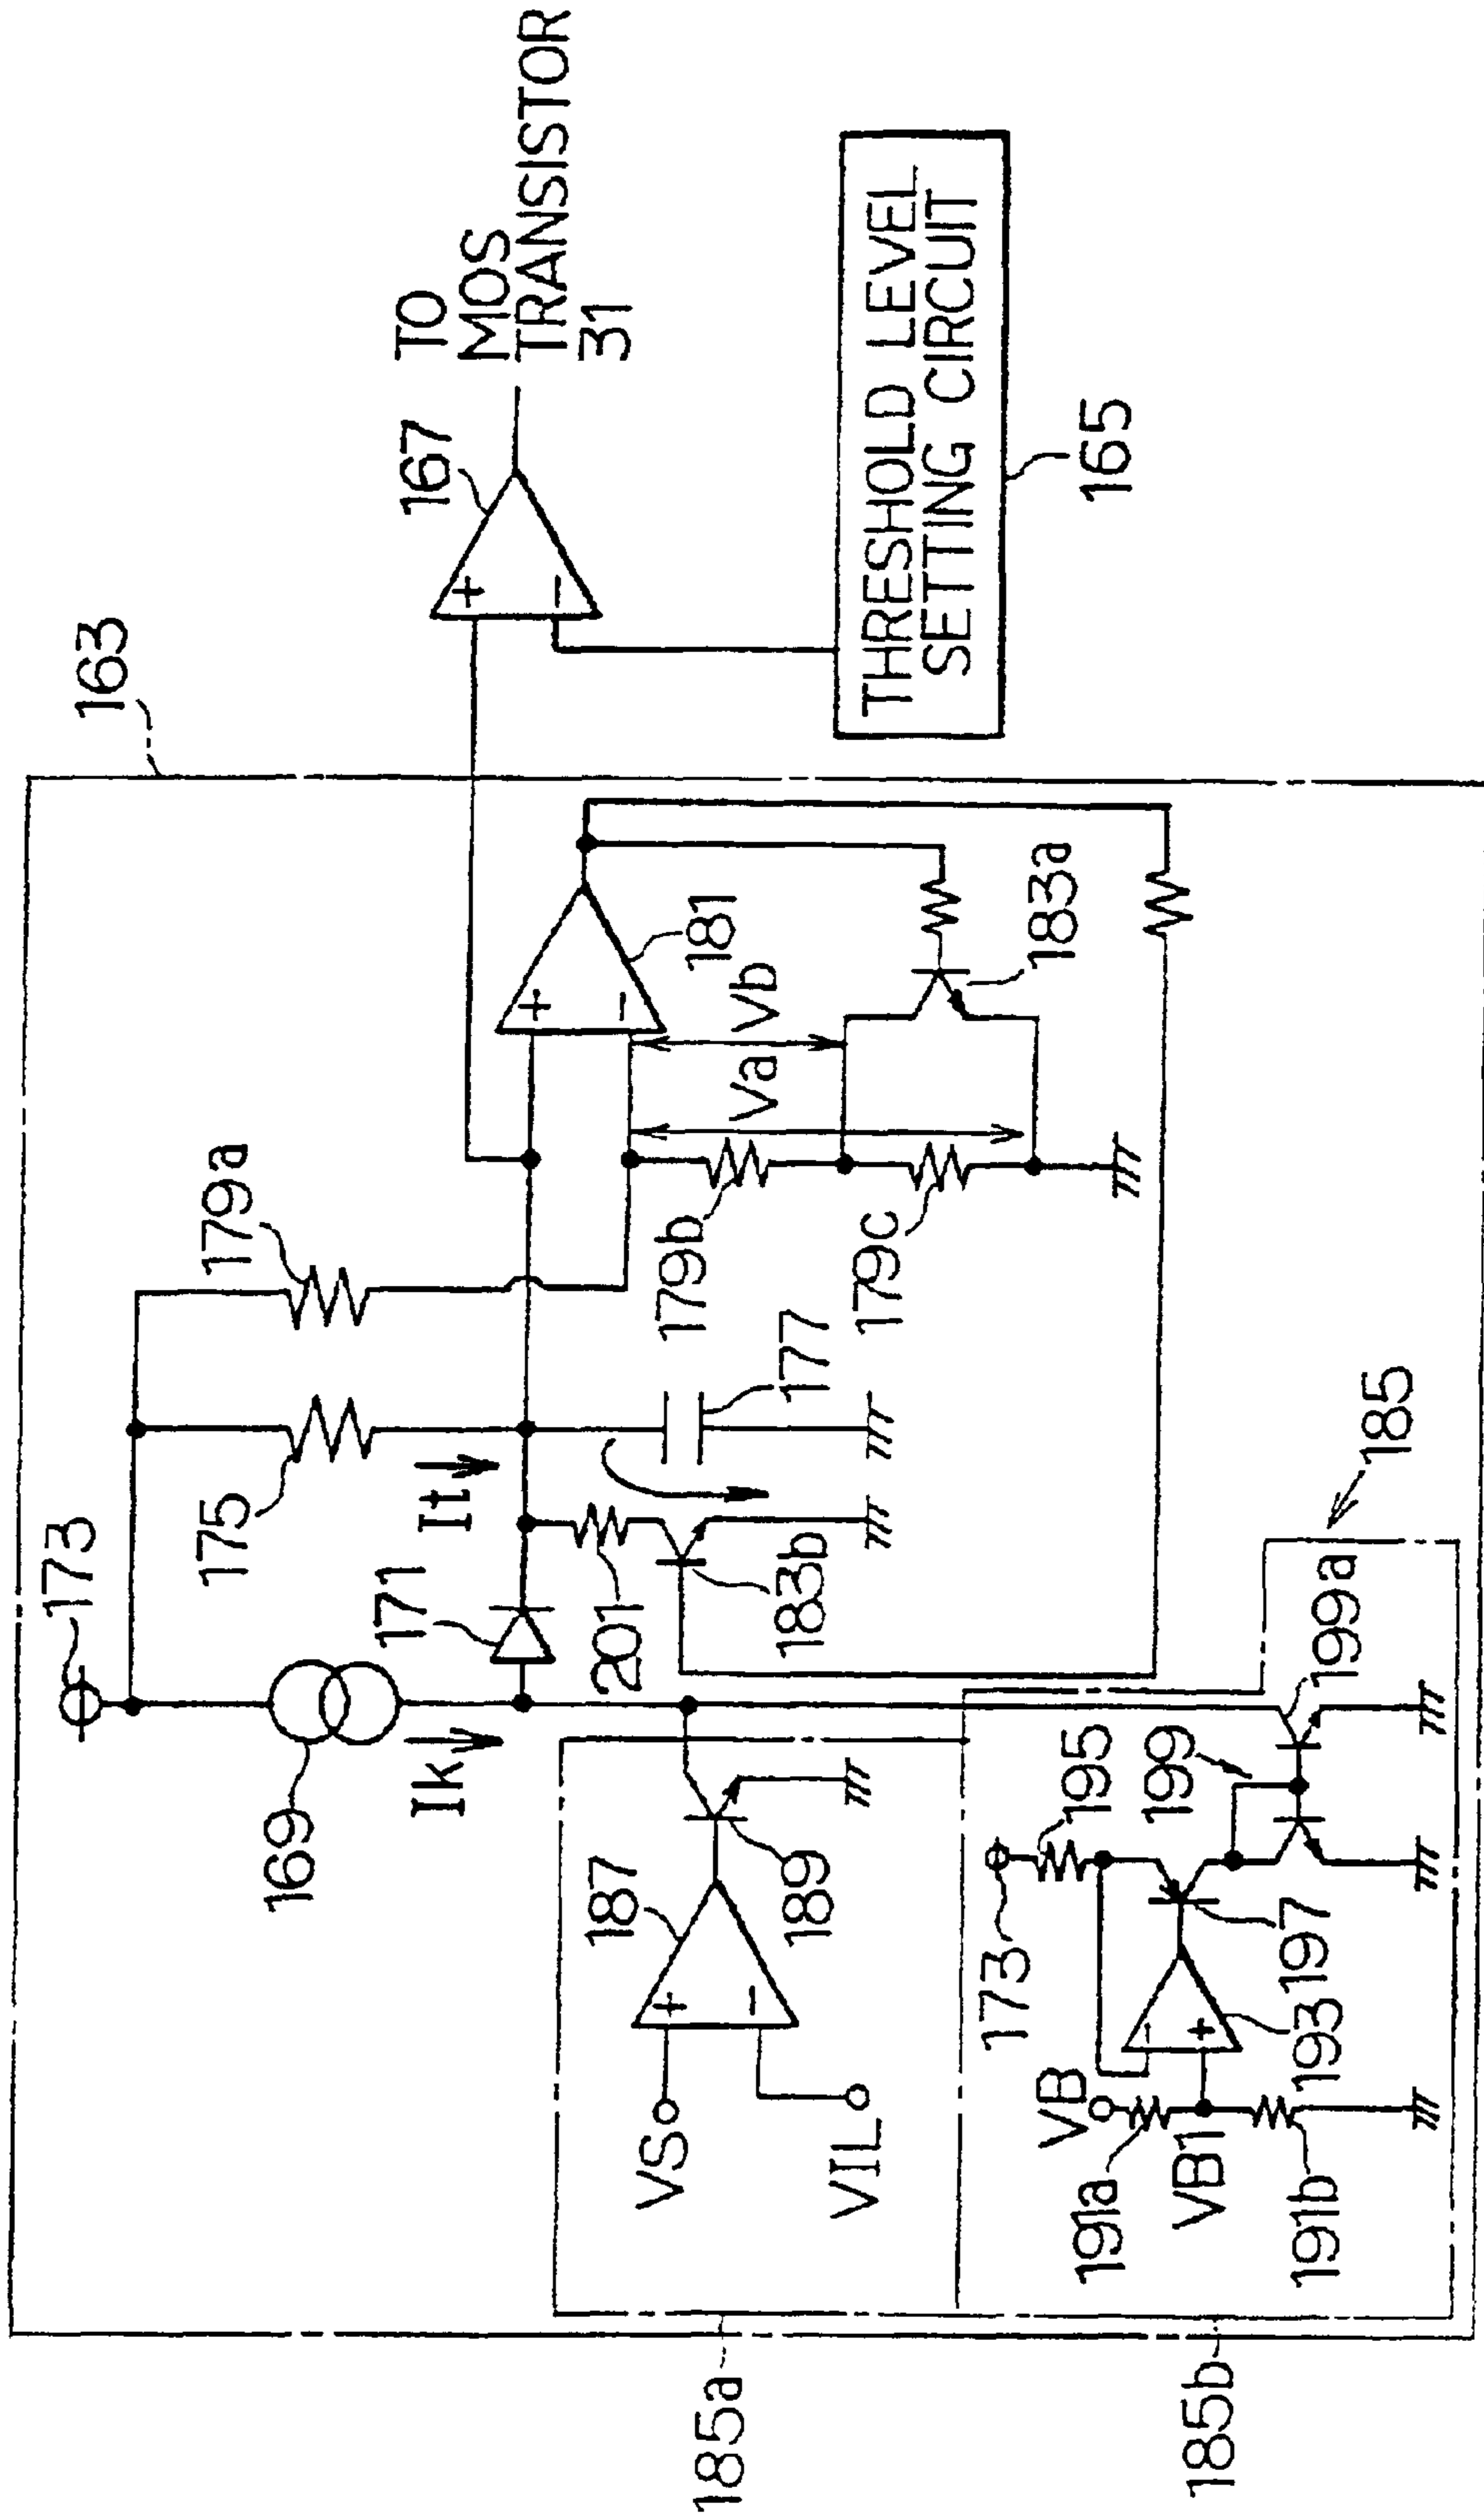 163
173
175
179a
169
171
It
Ik
201
183b
177
179b
179c
Va
Vb
181
+
−
183a
167
+
−
TO
MOS
TRANSISTOR
31
THRESHOLD LEVEL
SETTING CIRCUIT
165
185
185a
VS
VIL
+
−
187
189
185b
VB
191a
VB1
191b
−
+
193
197
173
195
199
199a